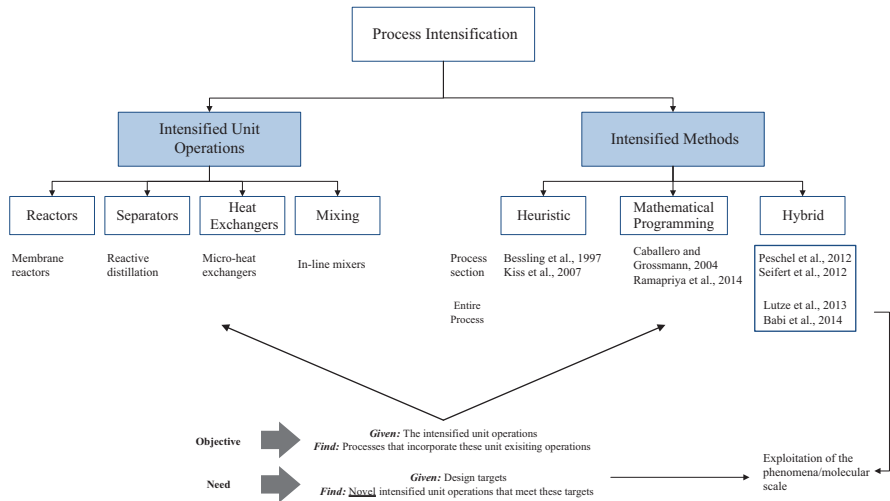 Process Intensification
Intensified Unit
Operations
Intensified Methods
Reactors
Separators
Heat
Exchangers
Mixing
Heuristic
Mathematical
Programming
Hybrid
Membrane
reactors
Reactive
distillation
Micro-heat
exchangers
In-line mixers
Process
section
Bessling et al., 1997
Kiss et al., 2007
Caballero and
Grossmann, 2004
Ramapriya et al., 2014
Peschel et al., 2012
Seifert et al., 2012
Entire
Process
Lutze et al., 2013
Babi et al., 2014
Objective
Given: The intensified unit operations
Find: Processes that incorporate these unit exisiting operations
Need
Given: Design targets
Find: Novel intensified unit operations that meet these targets
Exploitation of the
phenomena/molecular
scale